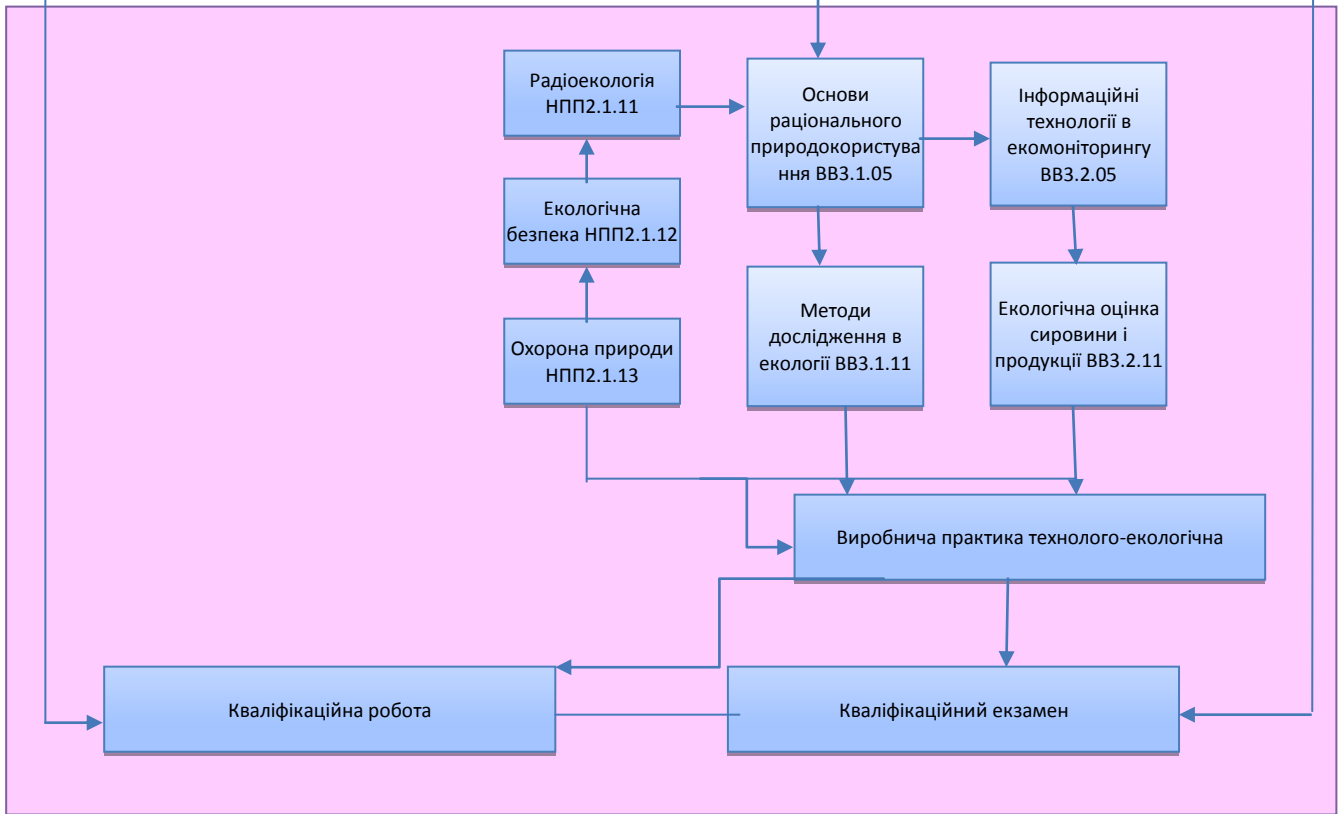 Радіоекологія
НПП2.1.11
Основи
раціонального
природокористува
ння ВВ3.1.05
Інформаційні
технології в
екомоніторингу
ВВ3.2.05
Екологічна
безпека НПП2.1.12
Охорона природи
НПП2.1.13
Методи
дослідження в
екології ВВ3.1.11
Екологічна оцінка
сировини і
продукції ВВ3.2.11
Виробнича практика технолого-екологічна
Кваліфікаційна робота
Кваліфікаційний екзамен